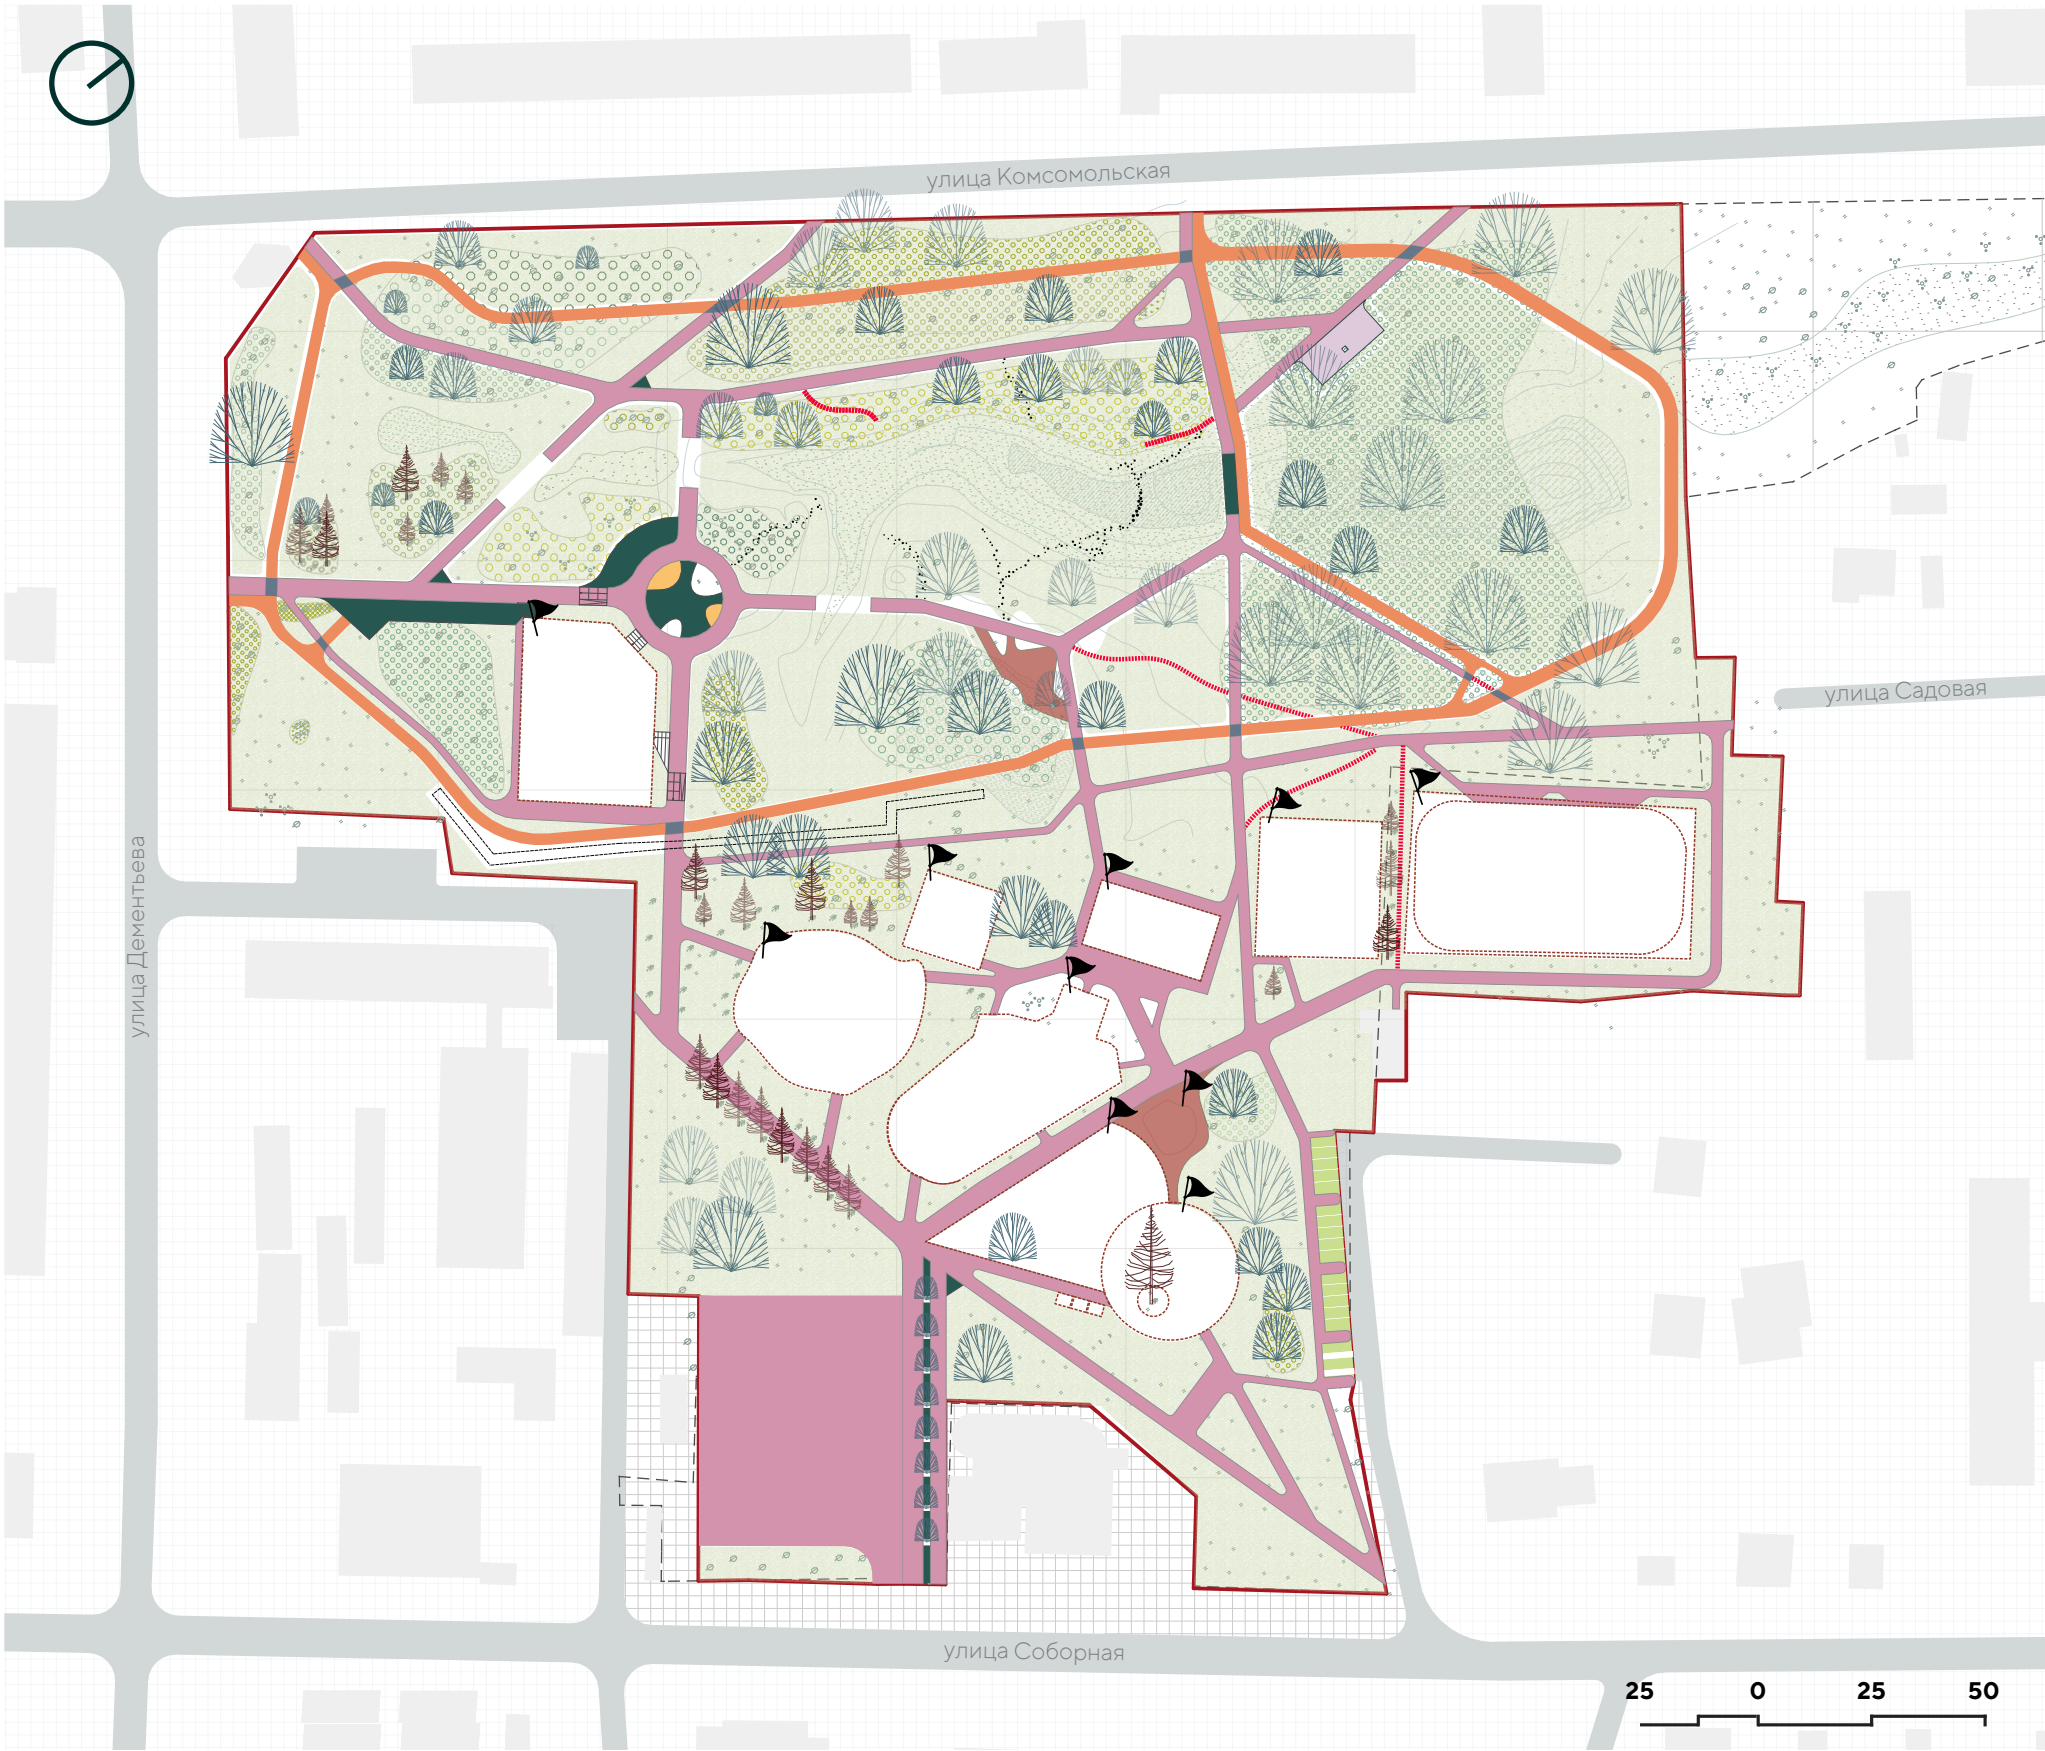 улица Комсомольская
улица Садовая
улица Дементьева
улица Соборная
25 0 25 50